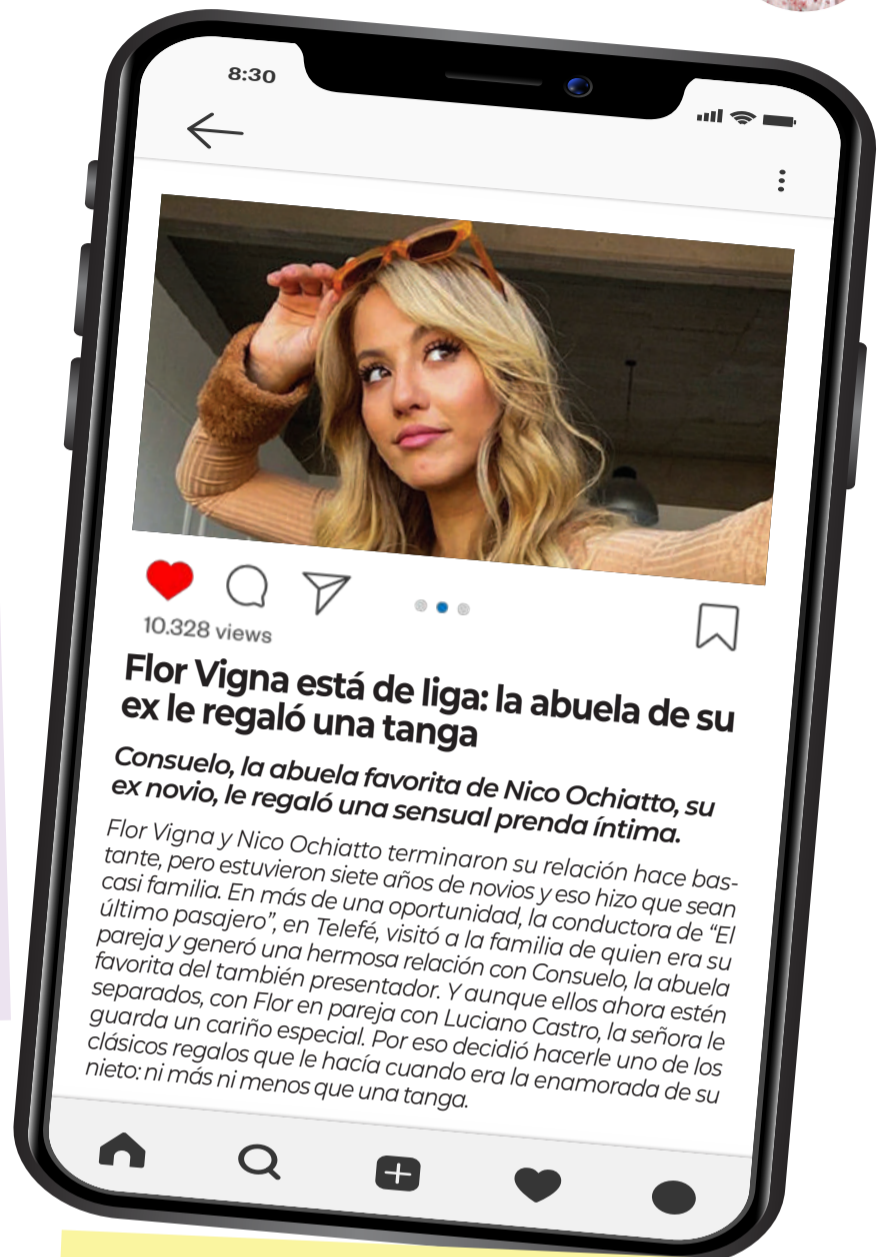 8:30
10.328 views
Flor Vigna está de liga: la abuela de su
ex le regaló una tanga
Consuelo, la abuela favorita de Nico Ochiatto, su
ex novio, le regaló una sensual prenda íntima.
Flor Vigna y Nico Ochiatto terminaron su relación hace bas-
tante, pero estuvieron siete años de novios y eso hizo que sean
casi familia. En más de una oportunidad, la conductora de “El
último pasajero”, en Telefé, visitó a la familia de quien era su
pareja y generó una hermosa relación con Consuelo, la abuela
favorita del también presentador. Y aunque ellos ahora estén
separados, con Flor en pareja con Luciano Castro, la señora le
guarda un cariño especial. Por eso decidió hacerle uno de los
clásicos regalos que le hacía cuando era la enamorada de su
nieto: ni más ni menos que una tanga.